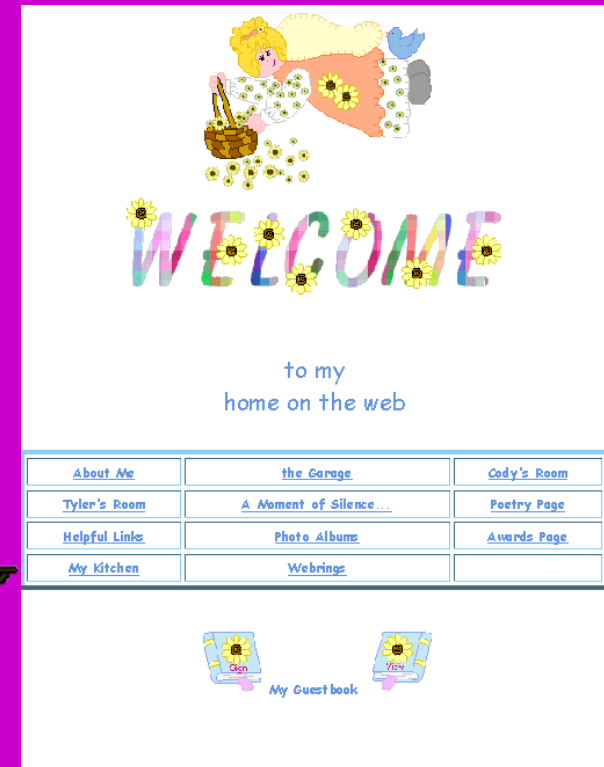 WELCOME
to my
home on the web
About Me the Garage Cody's Room
Tyler's Room A Moment of Silence... Poetry Page
Helpful Links Photo Albums Awards Page
My Kitchen Webrings
Sign View
My Guestbook